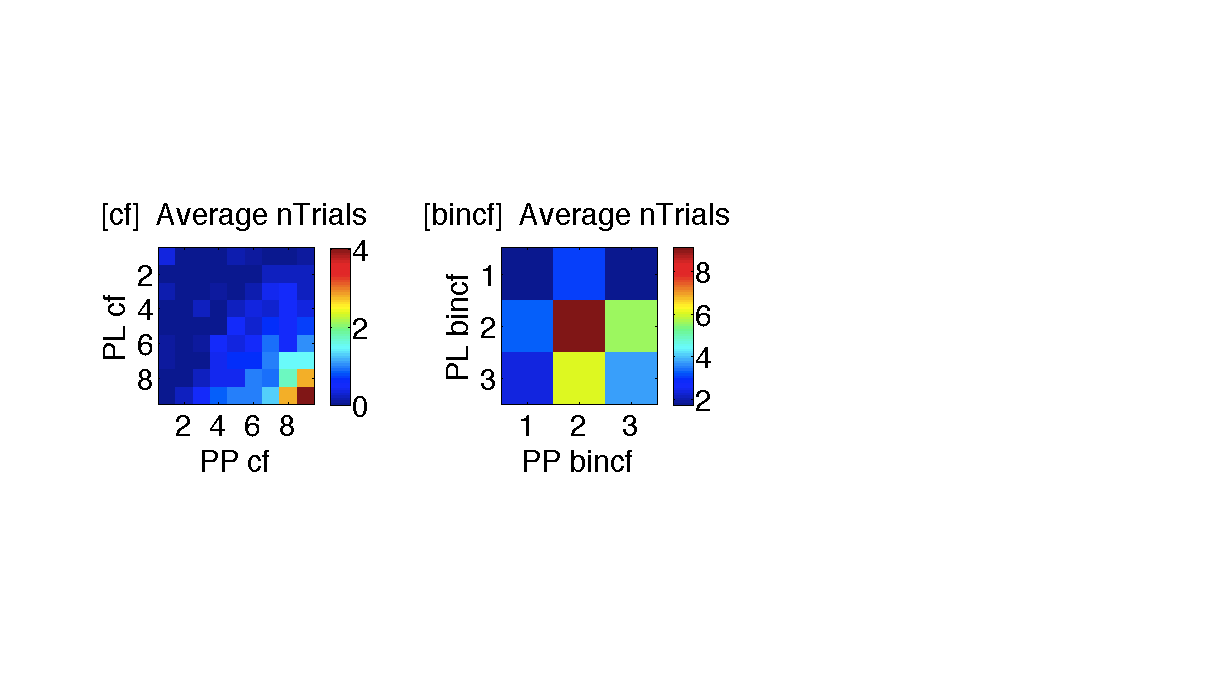 [cf] Average nTrials
PL cf
2
4
6
8
2 4 6 8
PP cf
4
2
0
[bincf] Average nTrials
PL bincf
1
2
3
1 2 3
PP bincf
8
6
4
2